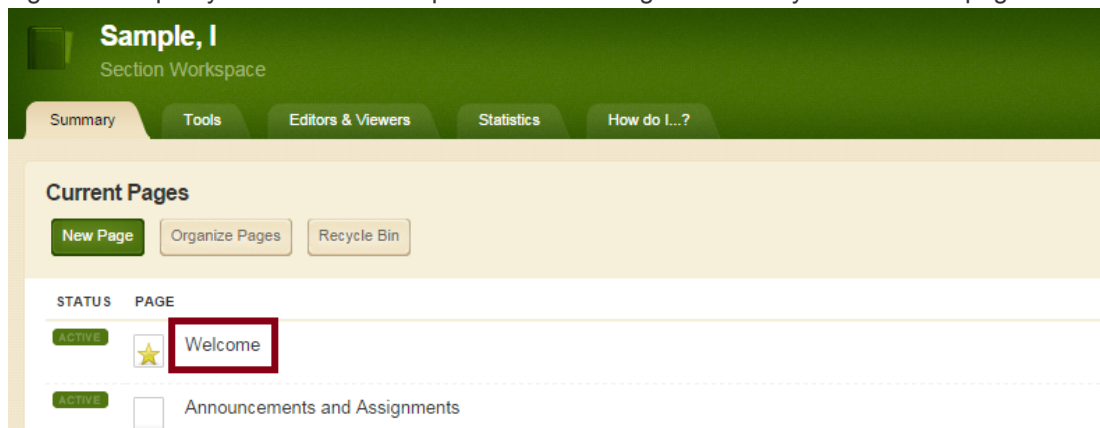 Sample, I
Section Workspace
Summary Tools Editors & Viewers Statistics How do I...?
Current Pages
New Page Organize Pages Recycle Bin
STATUS PAGE
ACTIVE Welcome
ACTIVE Announcements and Assignments